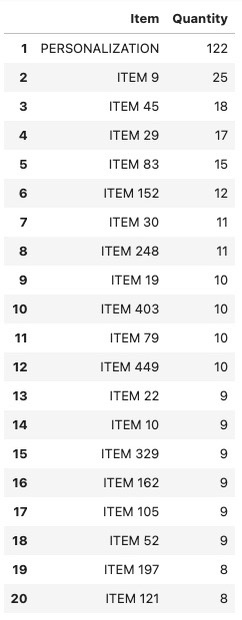 Item Quantity
1 PERSONALIZATION 122
2 ITEM 9 25
3 ITEM 45 18
4 ITEM 29 17
5 ITEM 83 15
6 ITEM 152 12
7 ITEM 30 11
8 ITEM 248 11
9 ITEM 19 10
10 ITEM 403 10
11 ITEM 79 10
12 ITEM 449 10
13 ITEM 22 9
14 ITEM 10 9
15 ITEM 329 9
16 ITEM 162 9
17 ITEM 105 9
18 ITEM 52 9
19 ITEM 197 8
20 ITEM 121 8